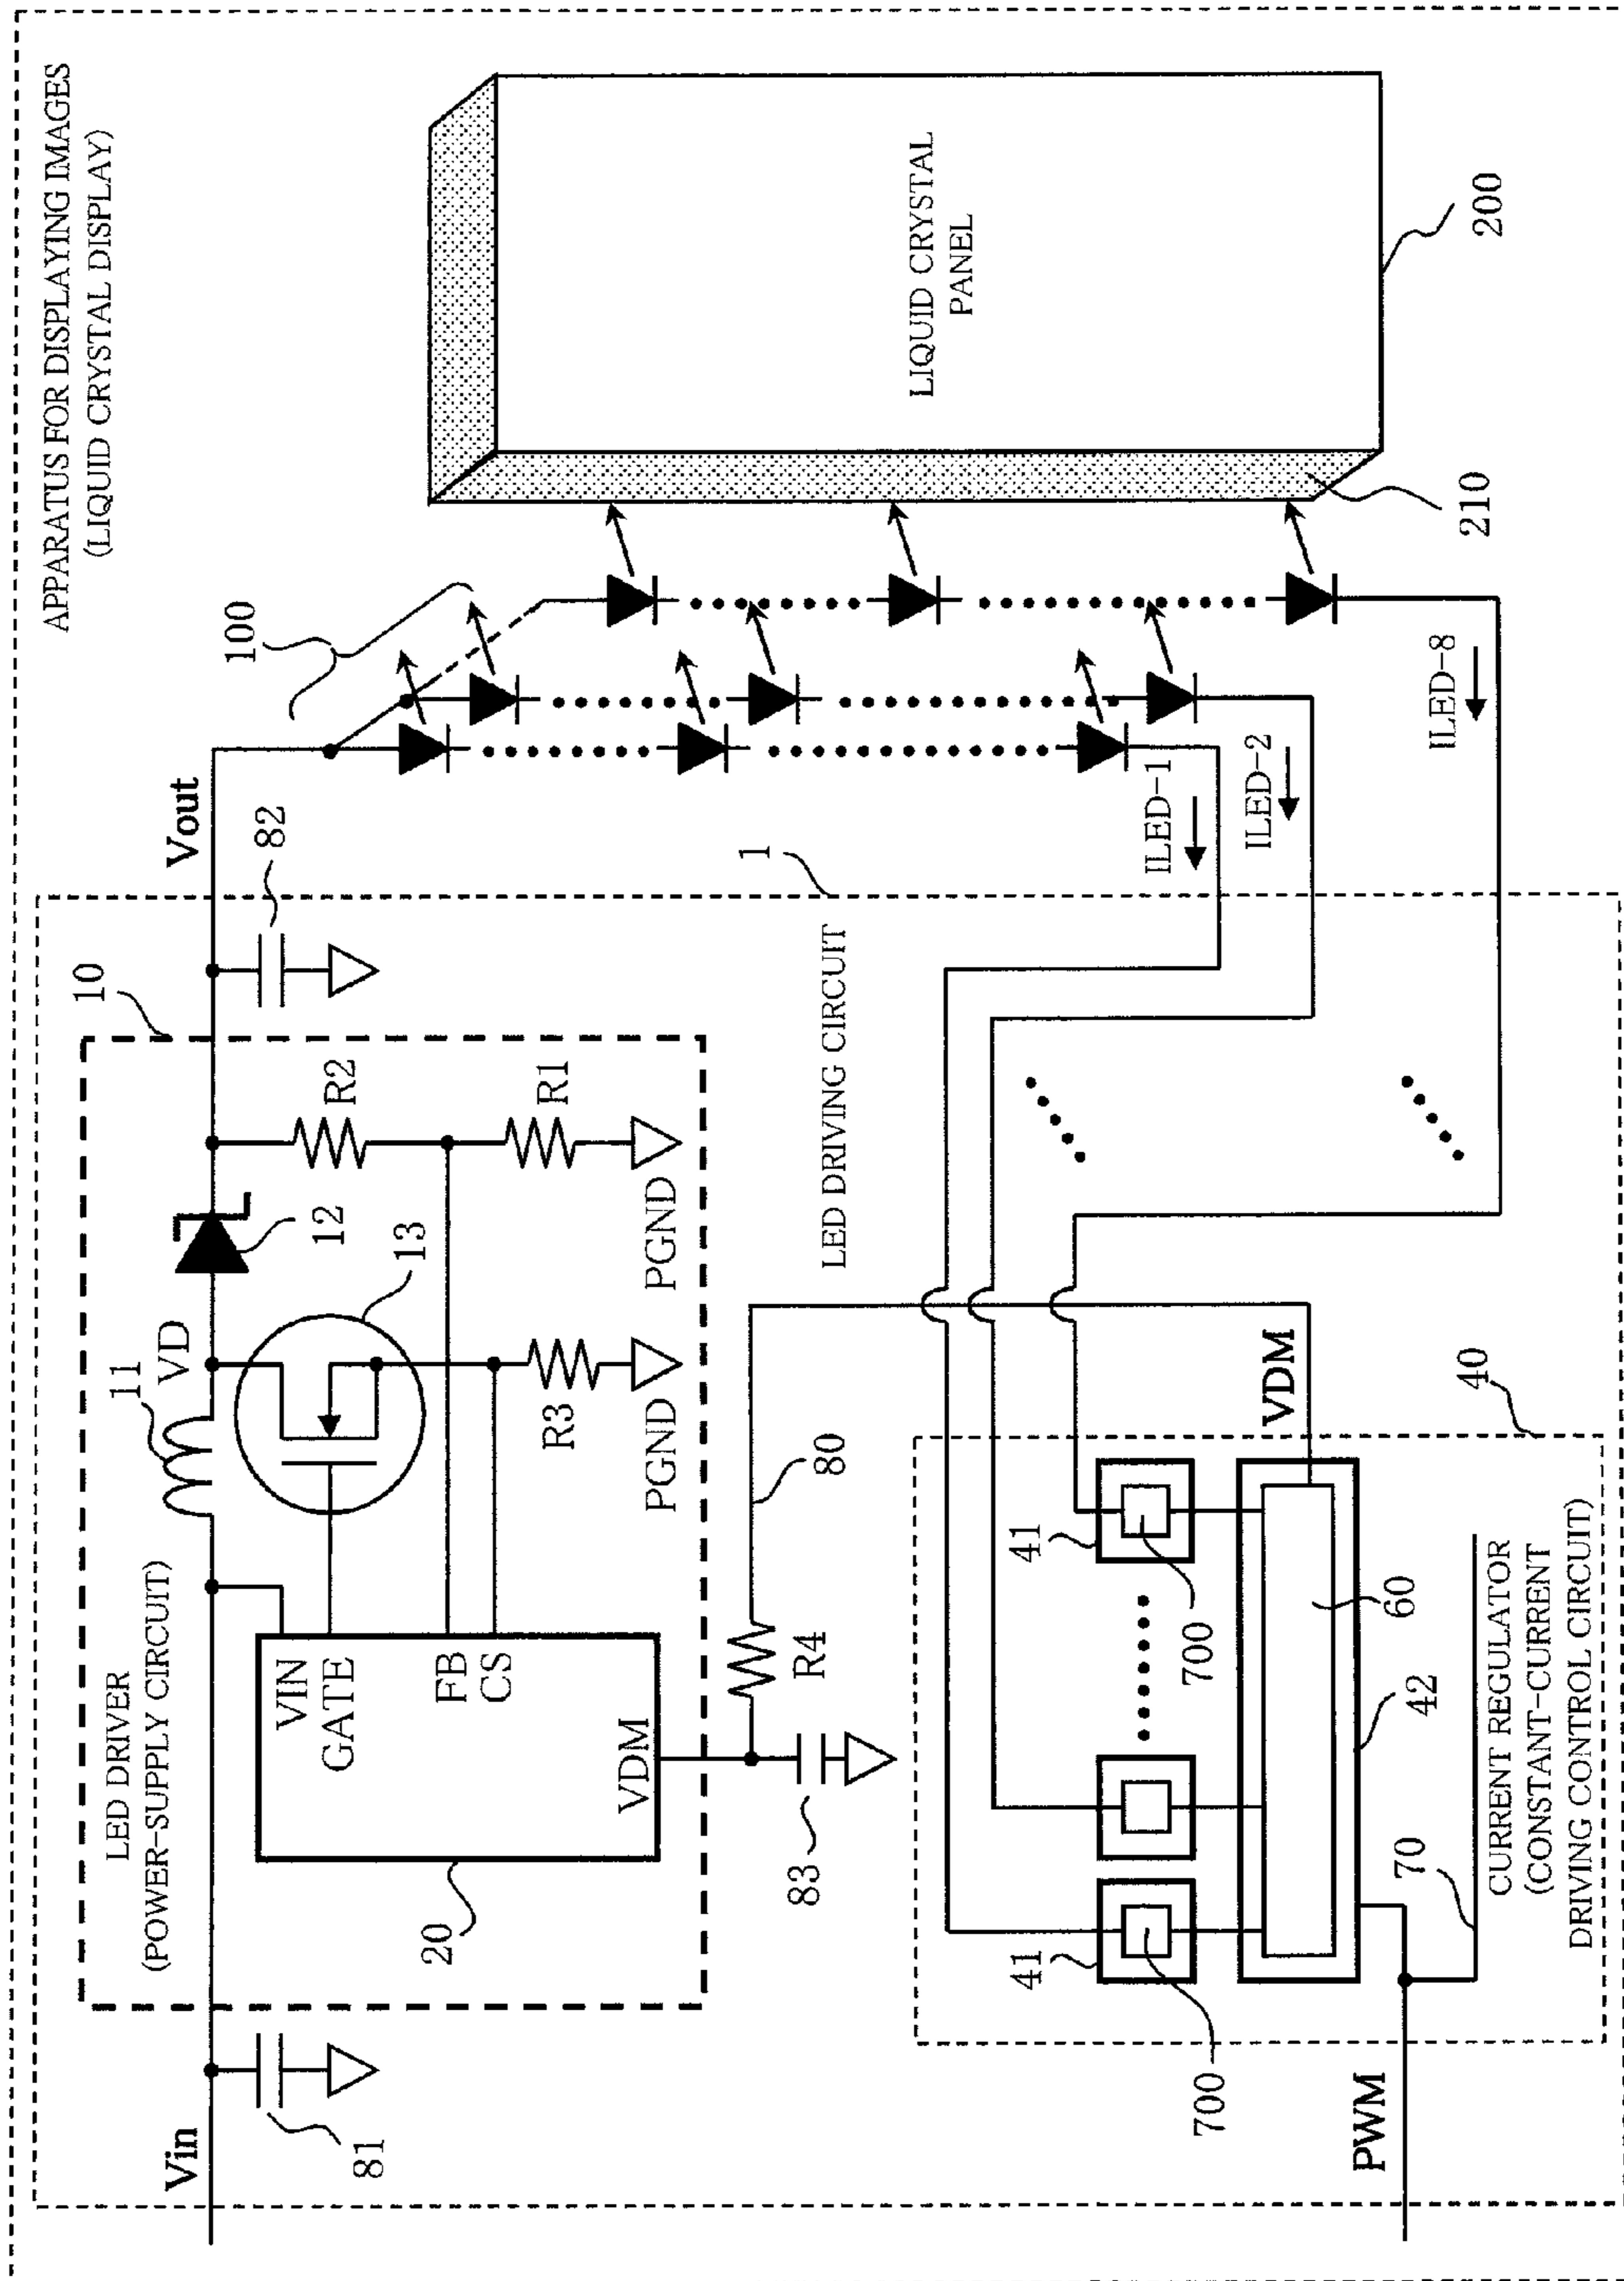 APPARATUS FOR DISPLAYING IMAGES
(LIQUID CRYSTAL DISPLAY)
Vin
81
LED DRIVER
(POWER-SUPPLY CIRCUIT)
10
11
VD
12
13
R2
R1
R3
PGND
PGND
VIN
GATE
FB
CS
VDM
20
82
Vout
100
LIQUID CRYSTAL
PANEL
200
210
1
LED DRIVING CIRCUIT
83
R4
80
ILED-1
ILED-2
ILED-8
VDM
40
41
41
700
700
60
42
70
PWM
CURRENT REGULATOR
(CONSTANT-CURRENT
DRIVING CONTROL CIRCUIT)